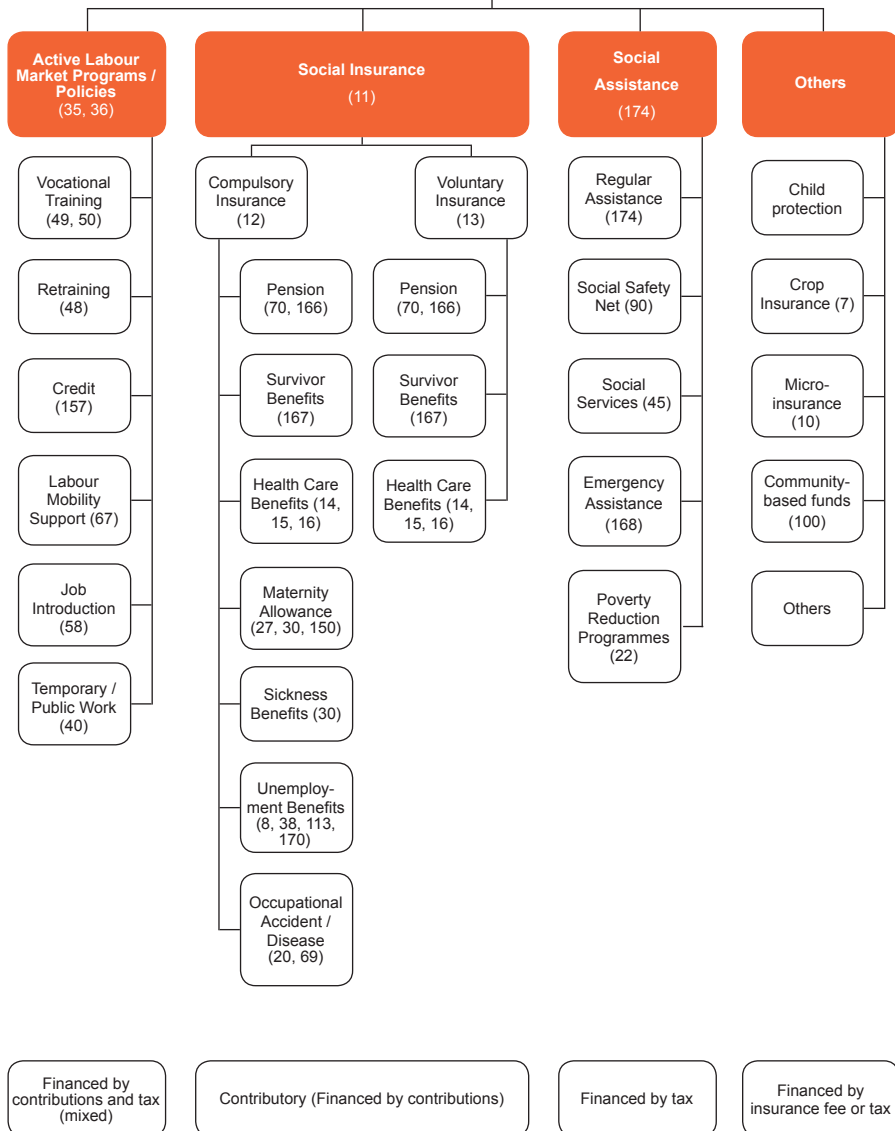 Active Labour
Market Programs /
Policies
(35, 36)
Social Insurance
(11)
Social
Assistance
(174)
Others
Vocational
Training
(49, 50)
Retraining
(48)
Credit
(157)
Labour
Mobility
Support (67)
Job
Introduction
(58)
Temporary /
Public Work
(40)
Compulsory
Insurance
(12)
Pension
(70, 166)
Survivor
Benefits
(167)
Health Care
Benefits (14,
15, 16)
Maternity
Allowance
(27, 30, 150)
Sickness
Benefits (30)
Unemploy-
ment Benefits
(8, 38, 113,
170)
Occupational
Accident /
Disease
(20, 69)
Voluntary
Insurance
(13)
Pension
(70, 166)
Survivor
Benefits
(167)
Health Care
Benefits (14,
15, 16)
Regular
Assistance
(174)
Social Safety
Net (90)
Social
Services (45)
Emergency
Assistance
(168)
Poverty
Reduction
Programmes
(22)
Child
protection
Crop
Insurance (7)
Micro-
insurance
(10)
Community-
based funds
(100)
Others
Financed by
contributions and tax
(mixed)
Contributory (Financed by contributions)
Financed by tax
Financed by
insurance fee or tax